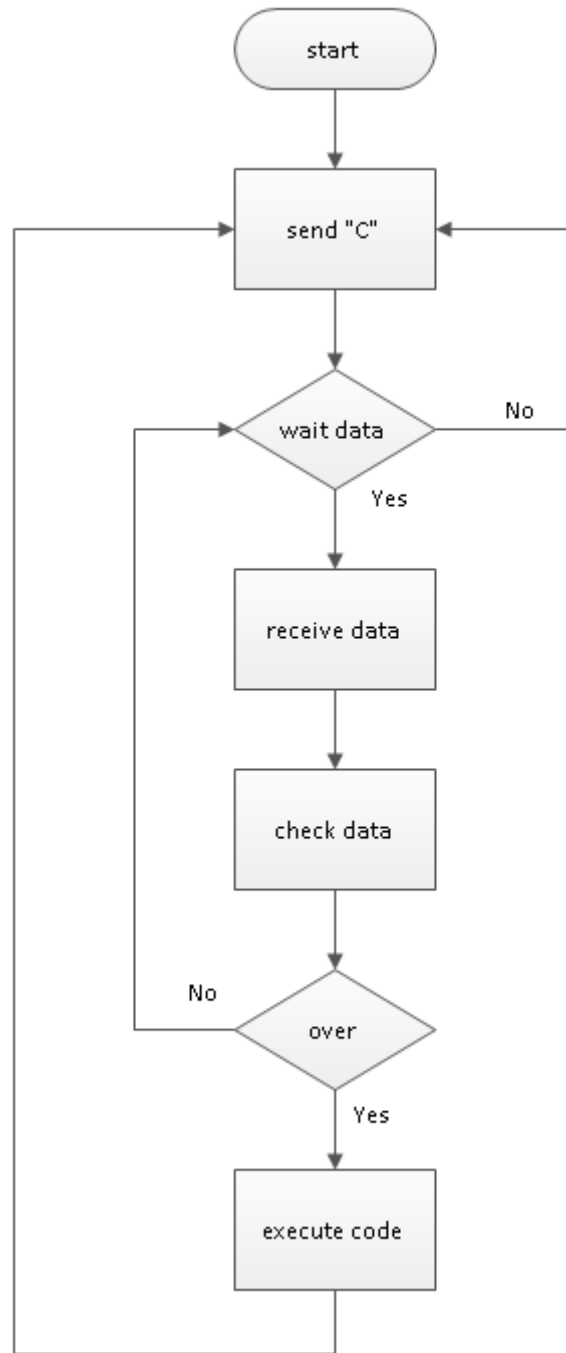 start
send "C"
wait data
No
Yes
receive data
check data
No
over
Yes
execute code